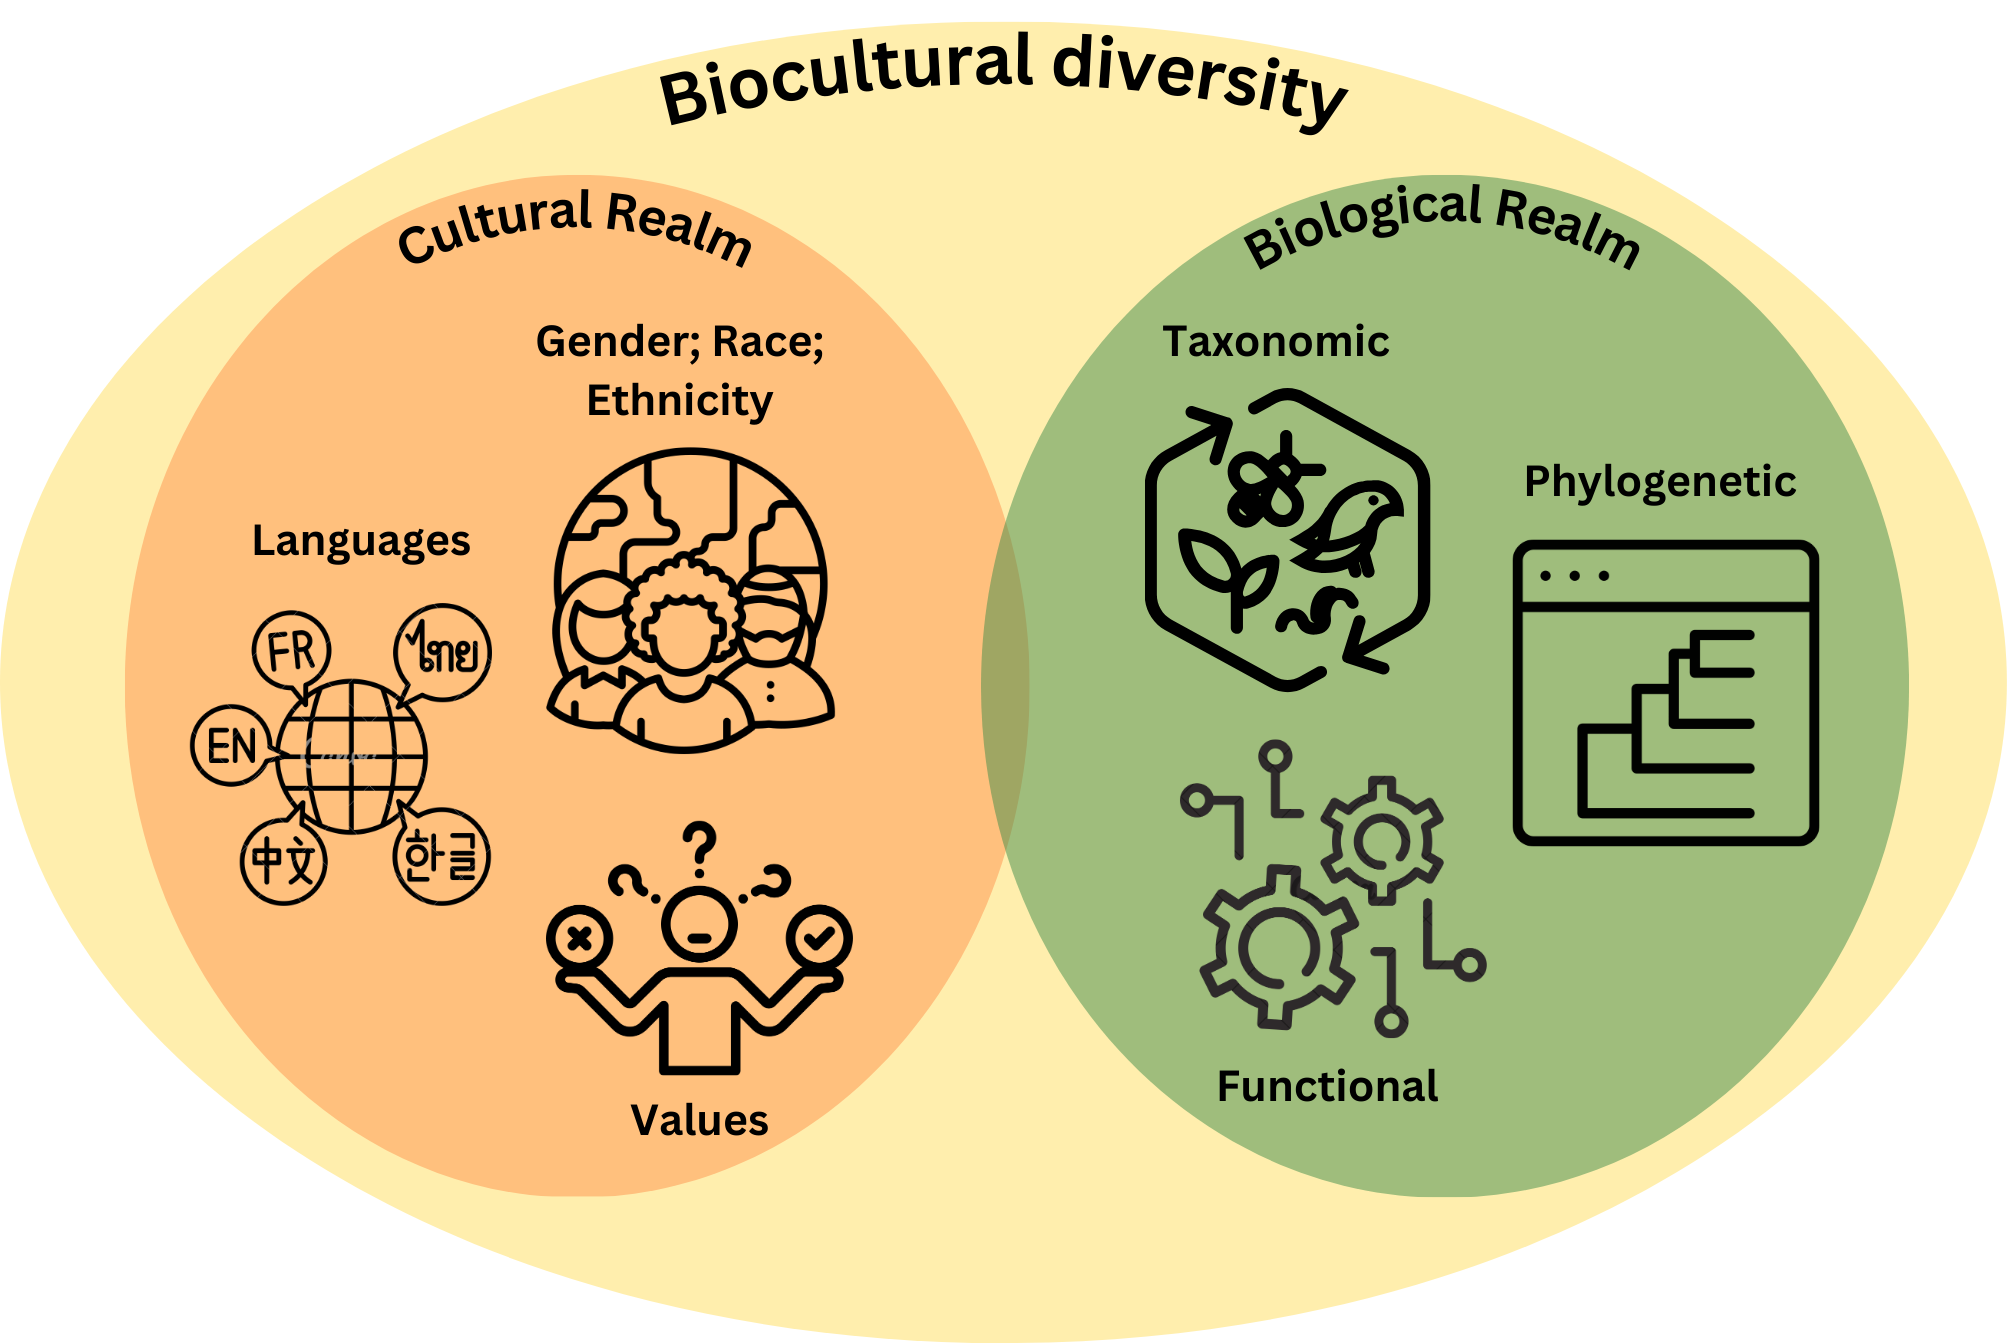 Biocultural diversity
Cultural Realm
Biological Realm
Gender; Race;
Ethnicity
Taxonomic
Phylogenetic
Languages
FR
ไทย
EN
中文
한글
Values
Functional